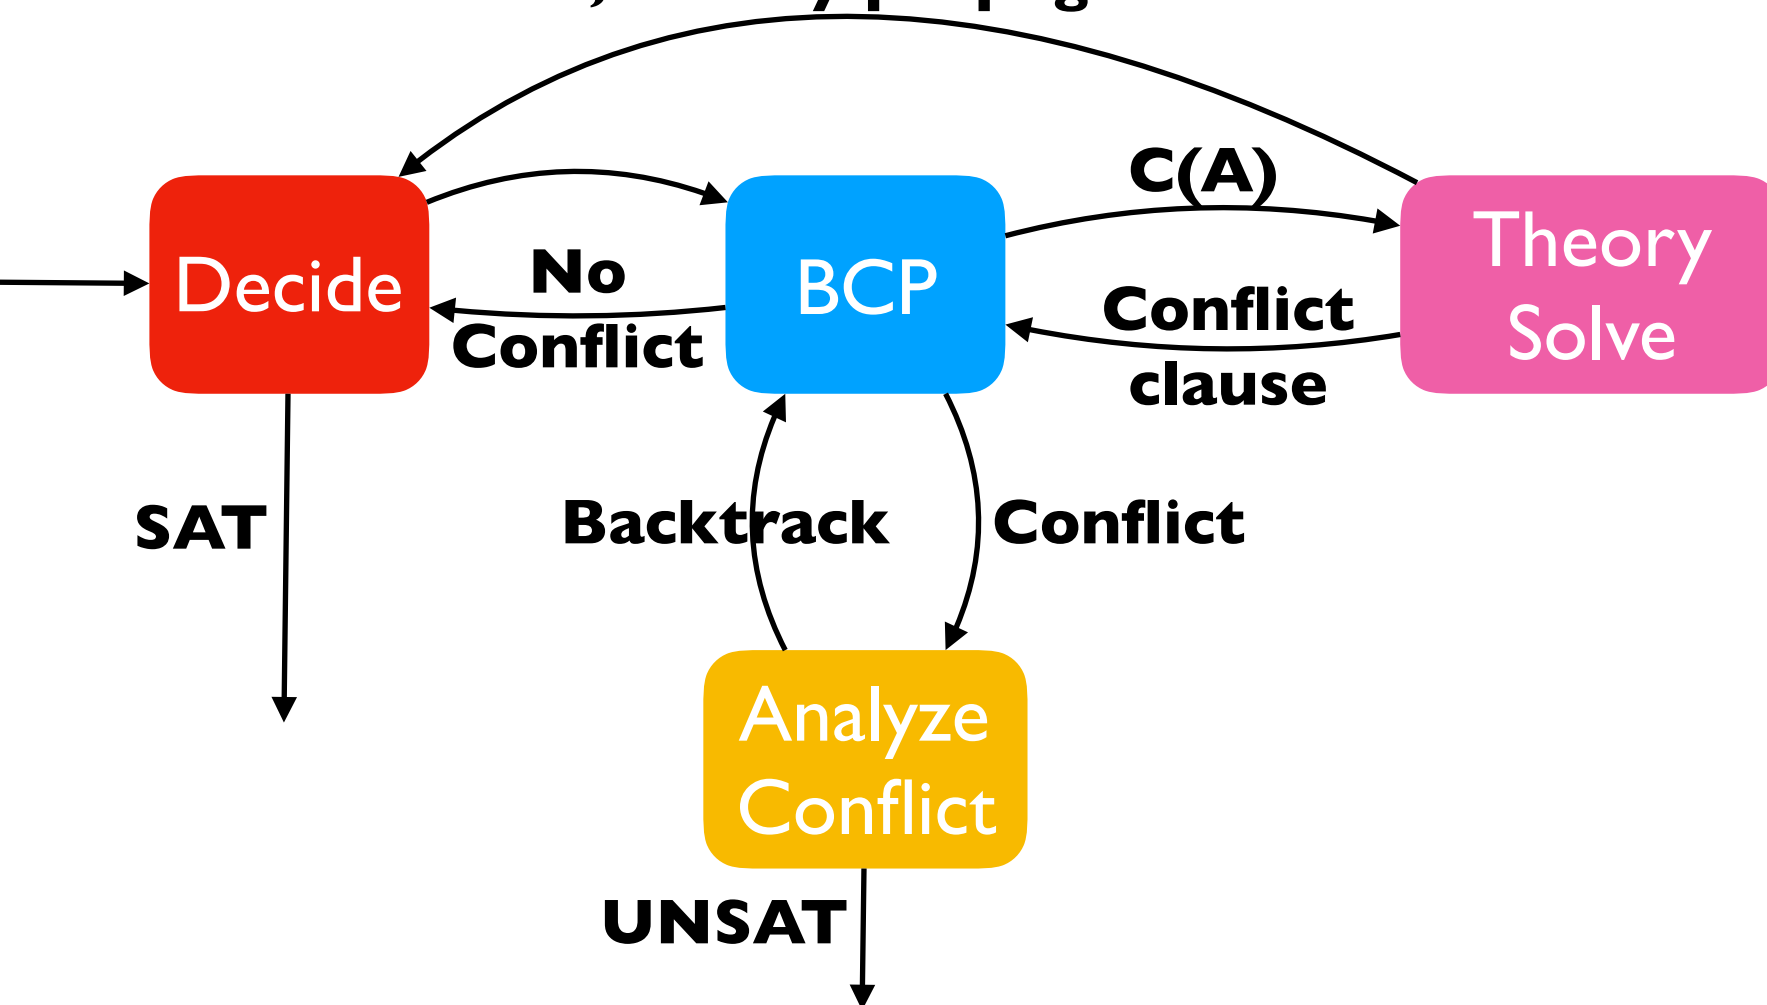 C(A)
Decide
No
Conflict
BCP
Conflict
clause
Theory
Solve
SAT
Backtrack
Conflict
Analyze
Conflict
UNSAT